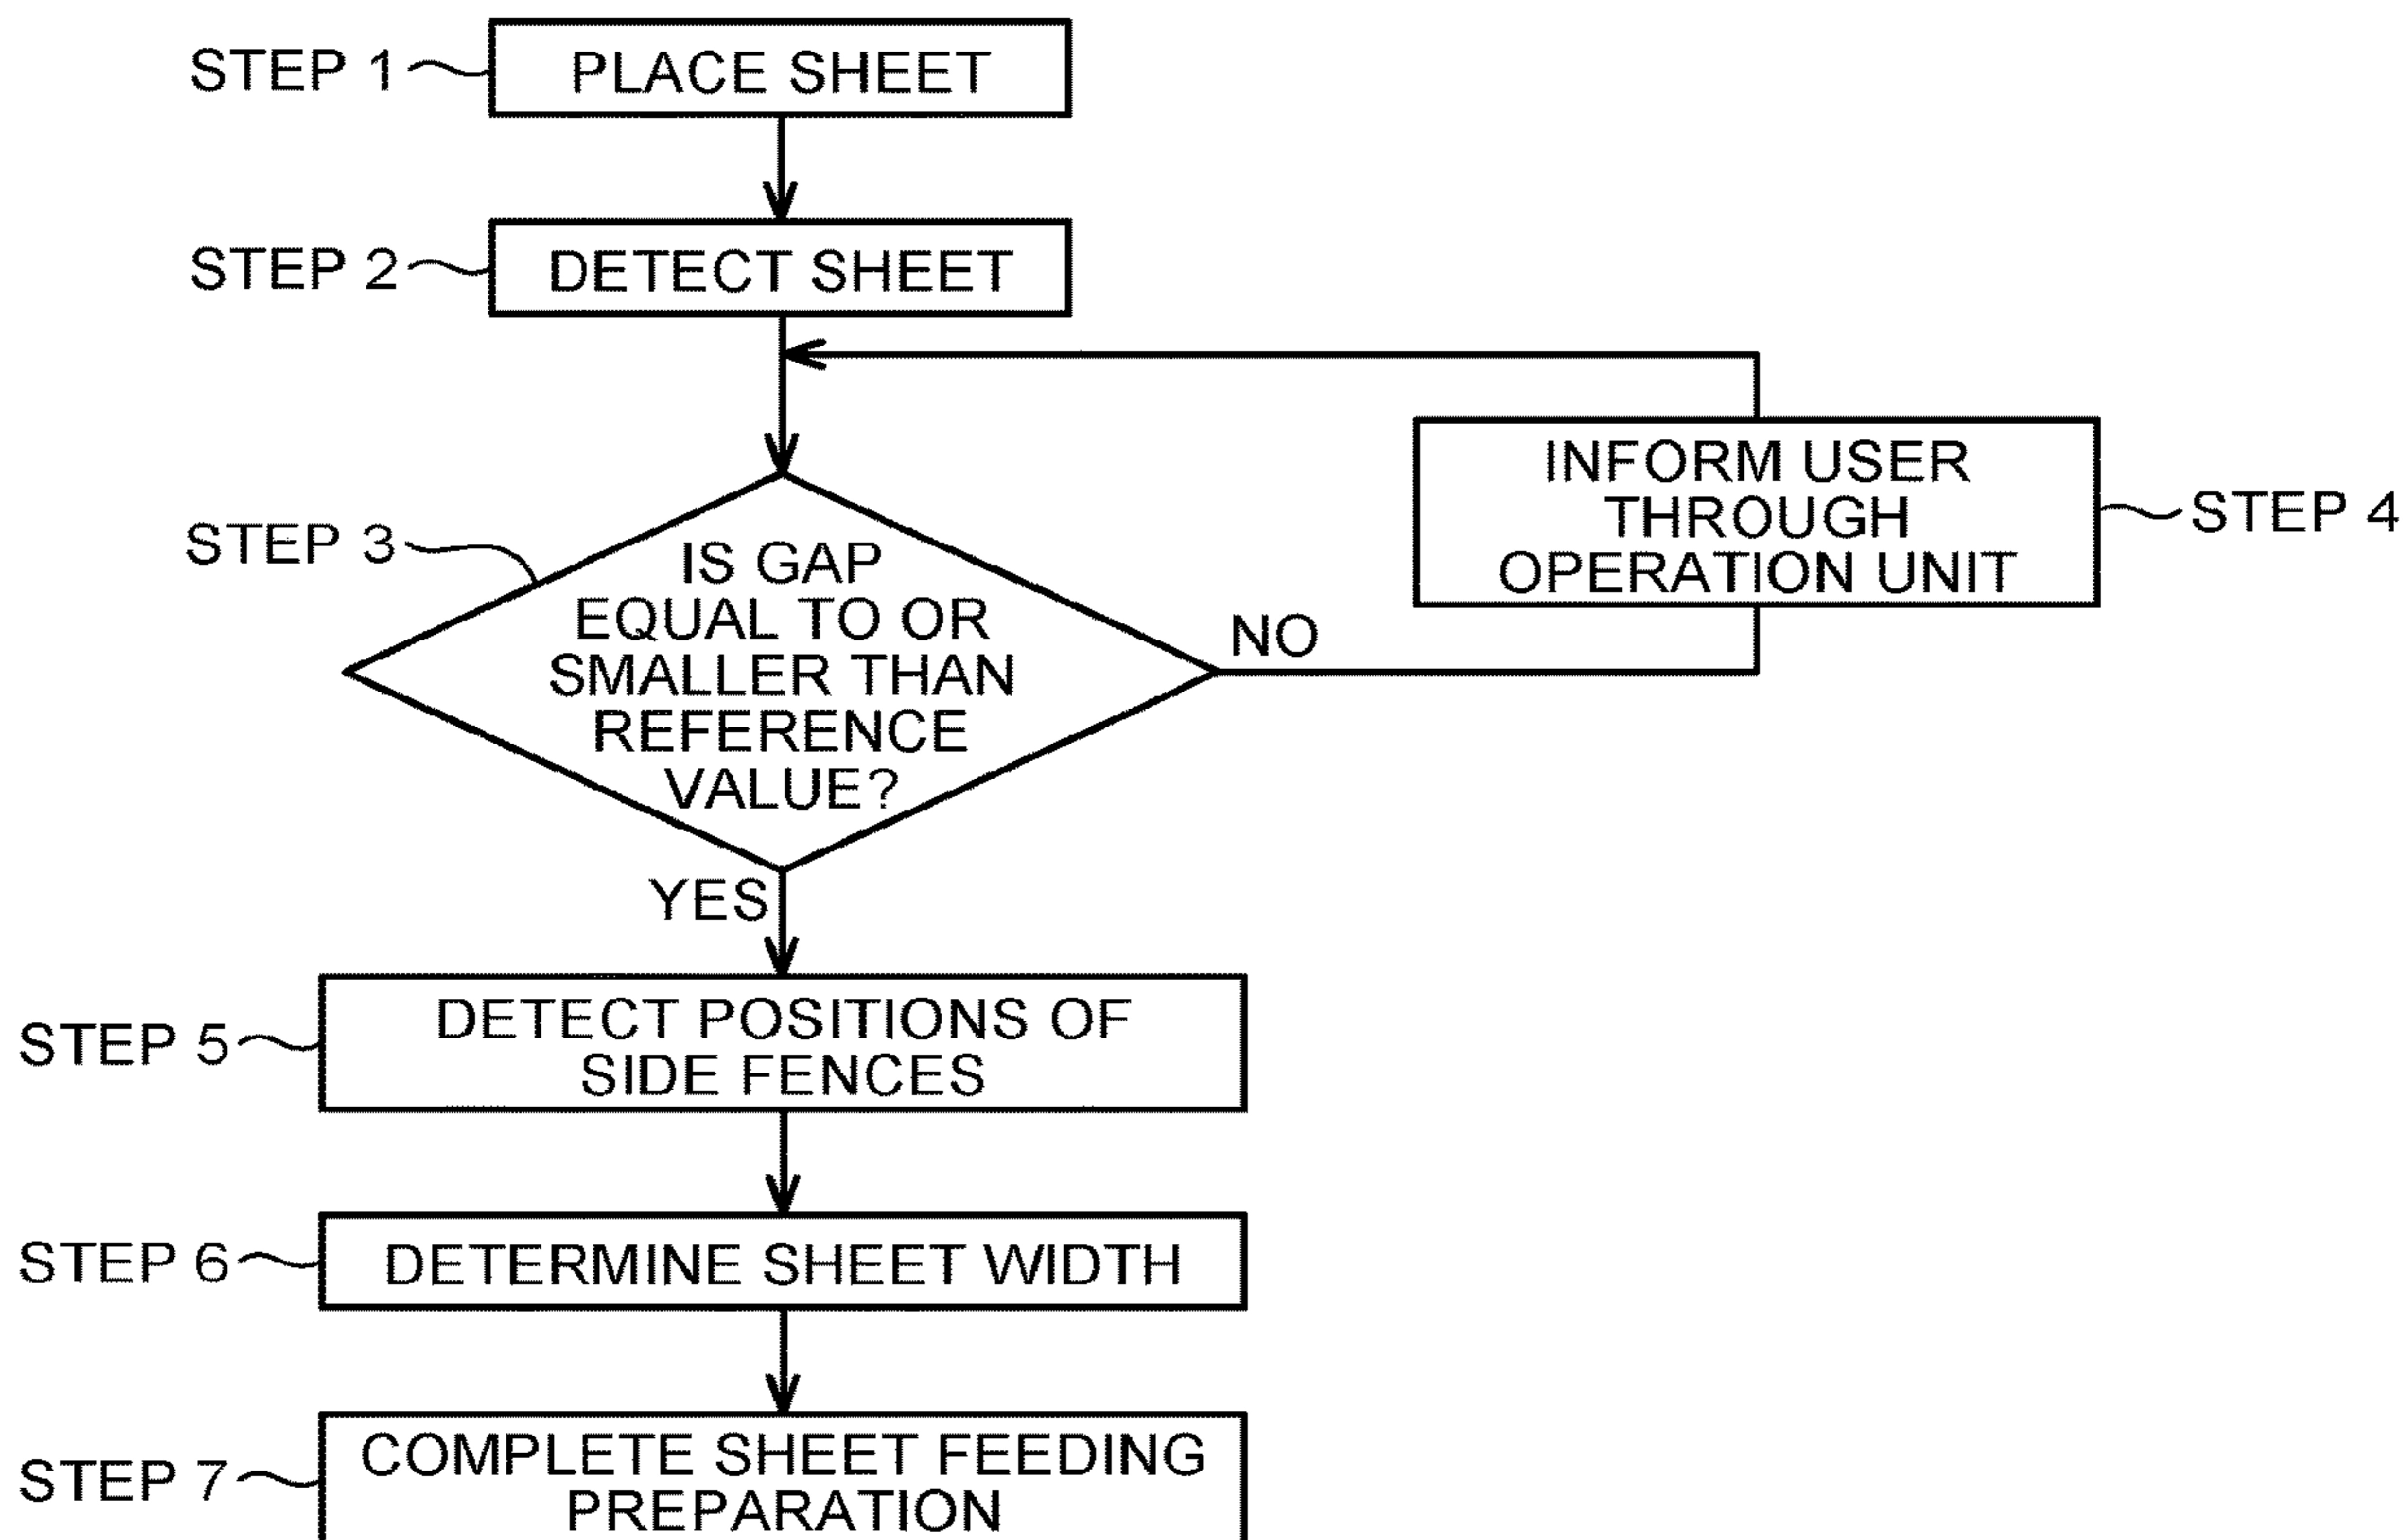 STEP 1
PLACE SHEET
STEP 2
DETECT SHEET
STEP 3
IS GAP
EQUAL TO OR
SMALLER THAN
REFERENCE
VALUE?
NO
INFORM USER
THROUGH
OPERATION UNIT
STEP 4
YES
STEP 5
DETECT POSITIONS OF
SIDE FENCES
STEP 6
DETERMINE SHEET WIDTH
STEP 7
COMPLETE SHEET FEEDING
PREPARATION